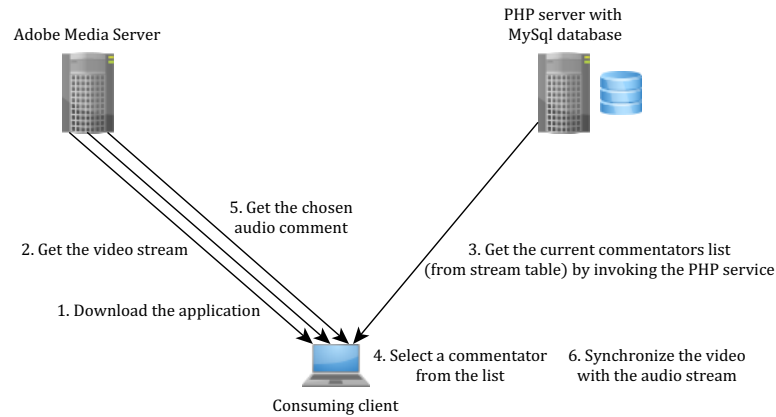 PHP server with
MySql database
Adobe Media Server
5. Get the chosen
audio comment
2. Get the video stream
3. Get the current commentators list
(from stream table) by invoking the PHP service
1. Download the application
4. Select a commentator
from the list
6. Synchronize the video
with the audio stream
Consuming client